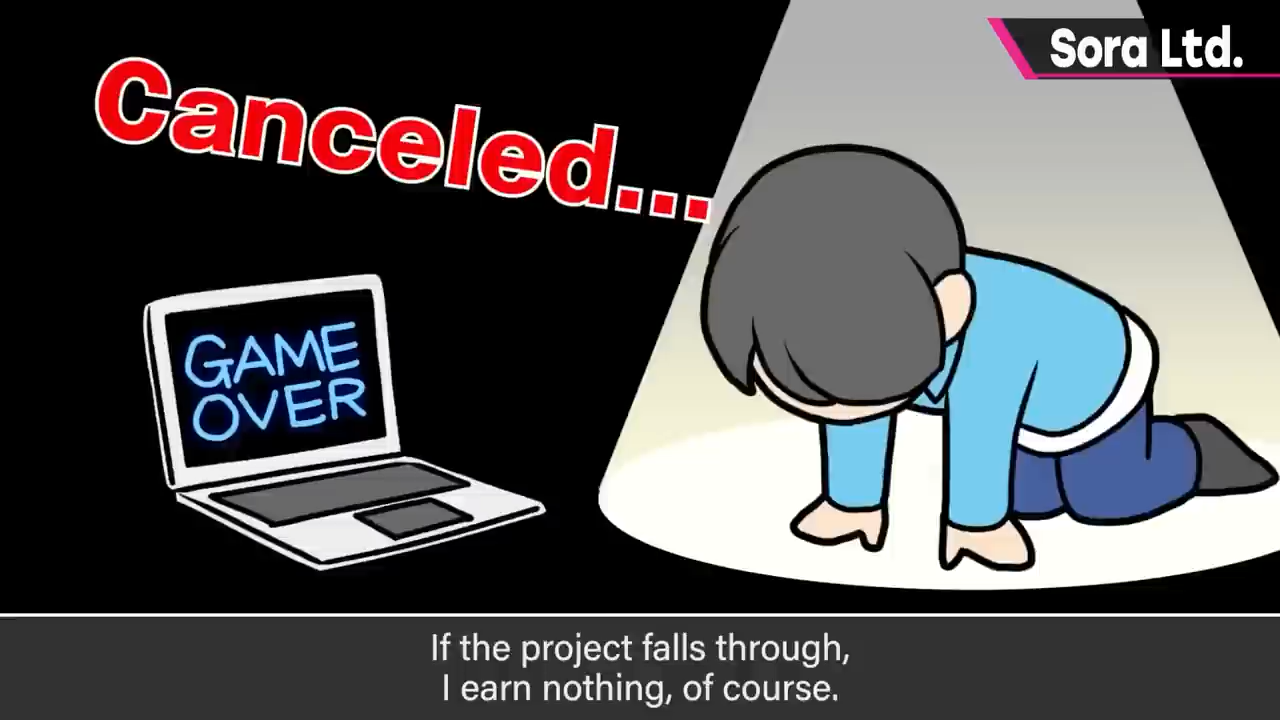 Sora Ltd.
Canceled...
GAME
OVER
If the project falls through,
I earn nothing, of course.